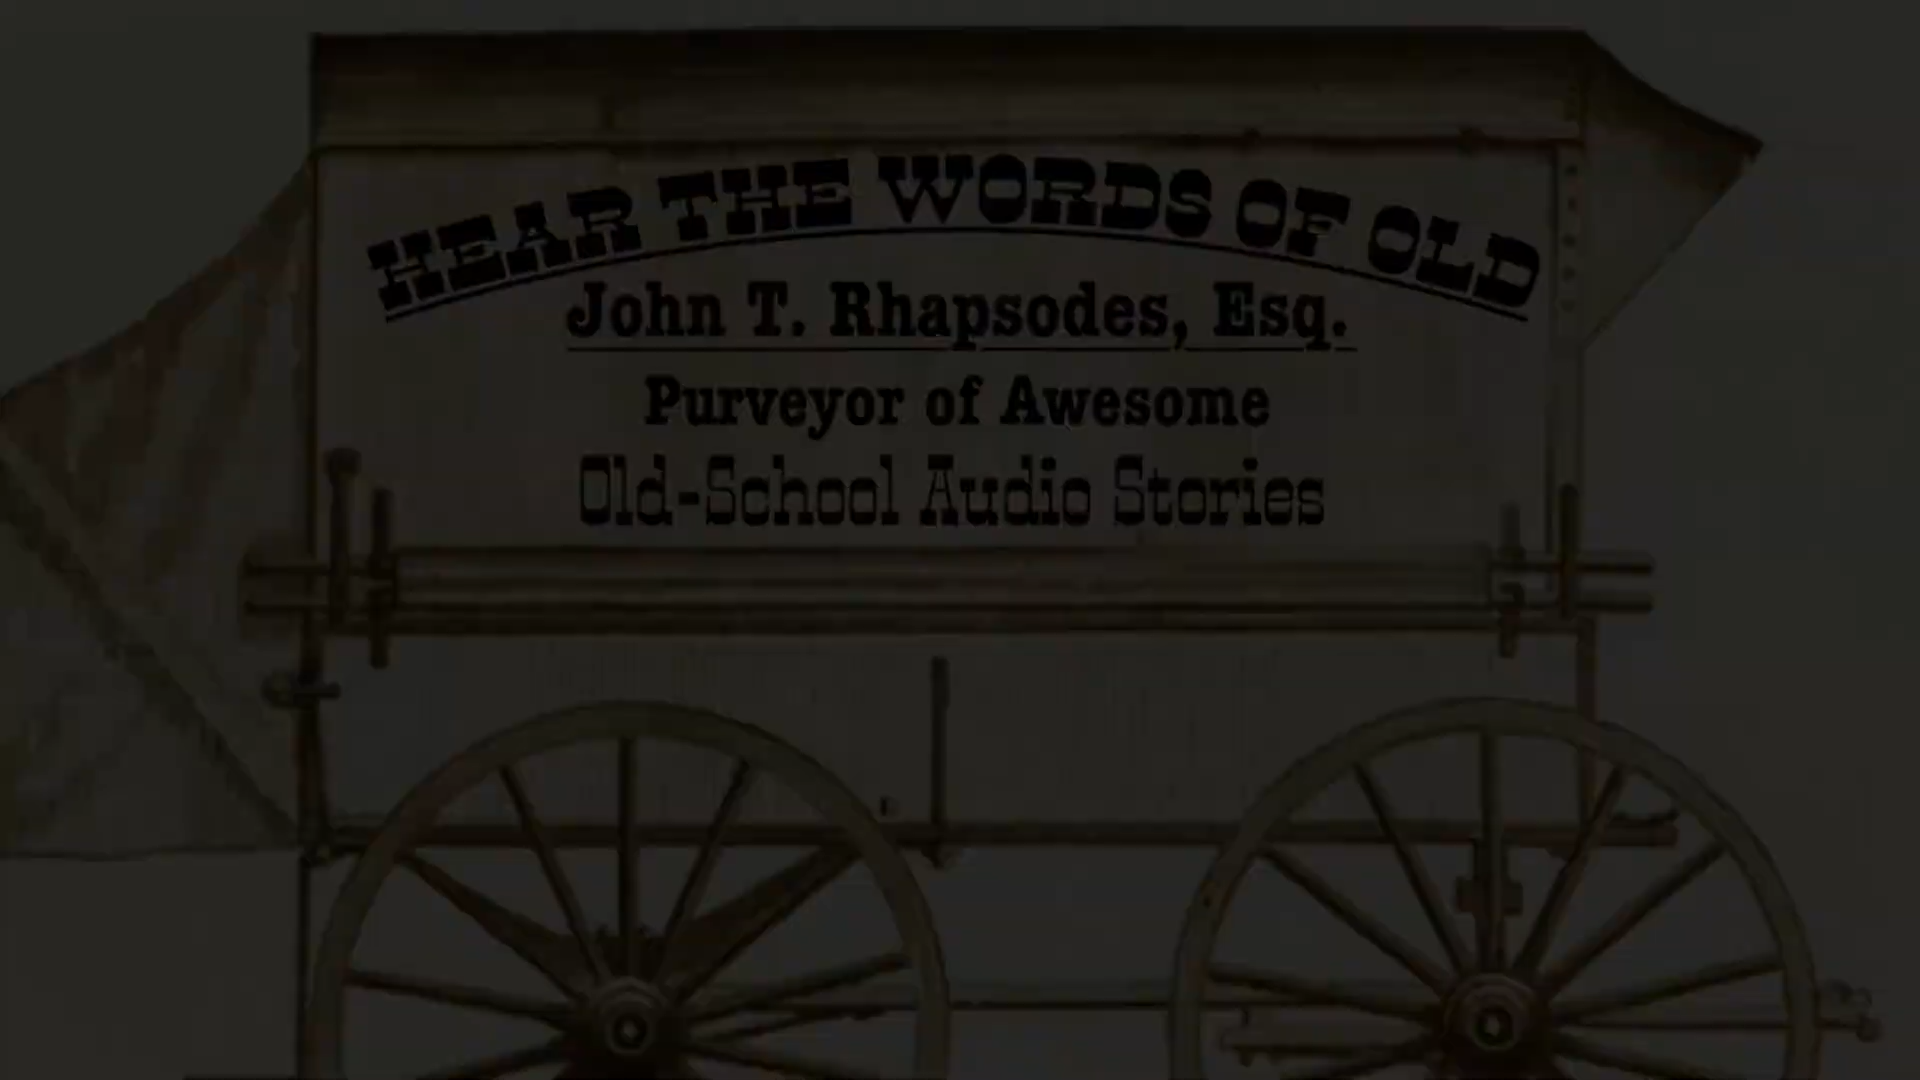 HEAR THE WORDS OF OLD
John T. Rhapsodes, Esq.
Purveyor of Awesome
Old-School Audio Stories